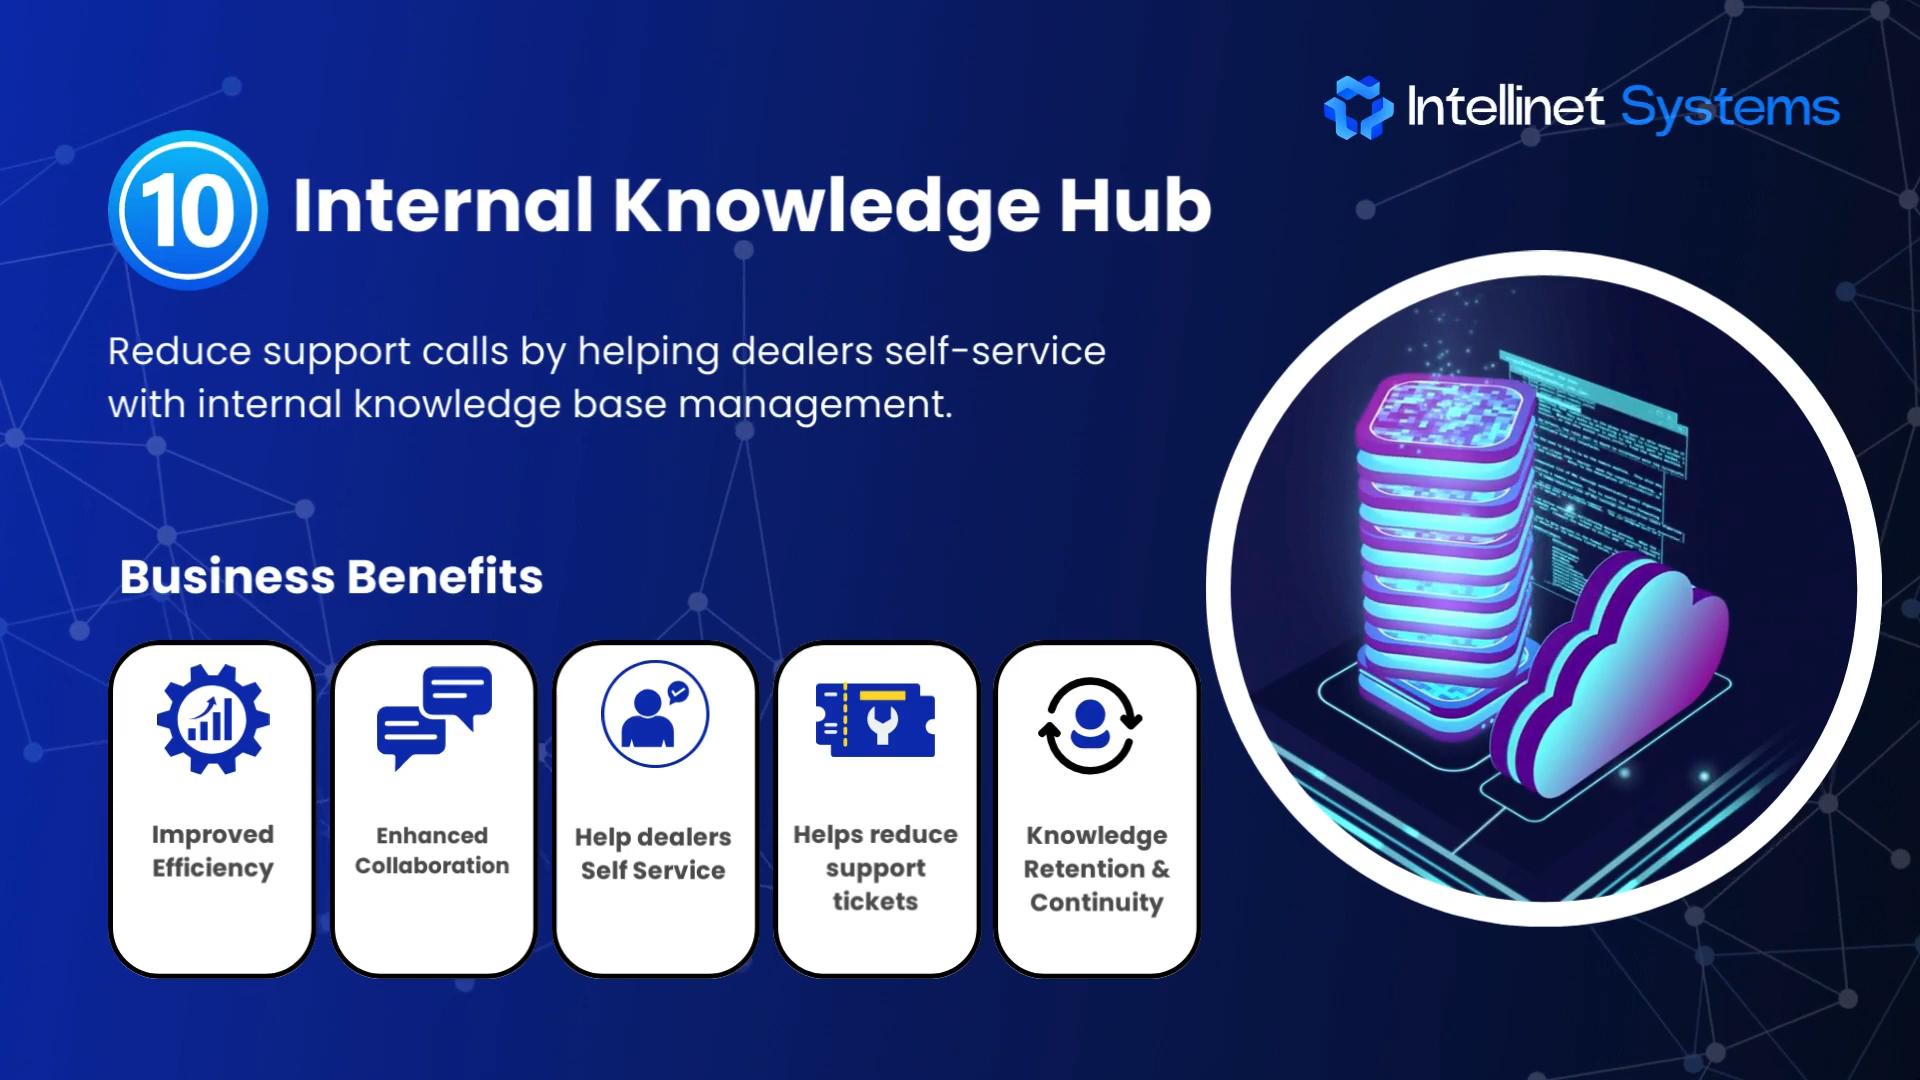 Intellinet Systems
10
Internal Knowledge Hub
Reduce support calls by helping dealers self-service
with internal knowledge base management.
Business Benefits
Improved
Efficiency
Enhanced
Collaboration
Help dealers
Self Service
Helps reduce
support
tickets
Knowledge
Retention &
Continuity